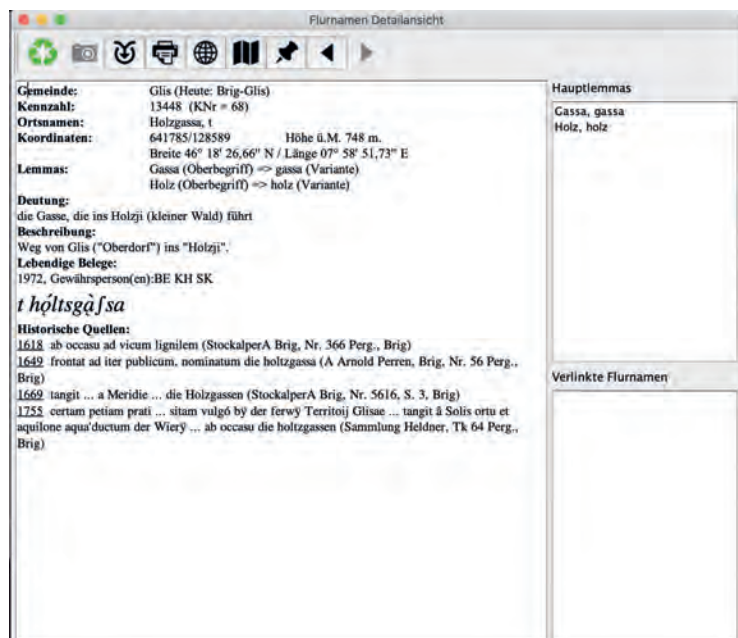 Flurnamen Detailansicht
Gemeinde: Glis (Heute: Brig-Glis)
Kennzahl: 13448 (KNr = 68)
Ortsnamen: Holzgassa, t
Koordinaten: 641785/128589 Höhe ü.M. 748 m.
Breite 46° 18' 26,66" N / Länge 07° 58' 51,73" E
Lemmas: Gassa (Oberbegriff) => gassa (Variante)
Holz (Oberbegriff) => holz (Variante)
Deutung:
die Gasse, die ins Holzji (kleiner Wald) führt
Beschreibung:
Weg von Glis ("Oberdorf") ins "Holzji".
Lebendige Belege:
1972, Gewährsperson(en):BE KH SK
t họ́ltsgạ̀ſsa
Historische Quellen:
1618 ab occasu ad vicum lignilem (StockalperA Brig, Nr. 366 Perg., Brig)
1649 frontat ad iter publicum, nominatum die holtzgassa (A Arnold Perren, Brig, Nr. 56 Perg.,
Brig)
1669 tangit ... a Meridie ... die Holzgassen (StockalperA Brig, Nr. 5616, S. 3, Brig)
1755 certam petiam prati ... sitam vulgó bÿ der ferwÿ Territoij Glisae ... tangit â Solis ortu et
aquilone aqua'ductum der Wierÿ ... ab occasu die holtzgassen (Sammlung Heldner, Tk 64 Perg.,
Brig)
Hauptlemmas
Gassa, gassa
Holz, holz
Verlinkte Flurnamen